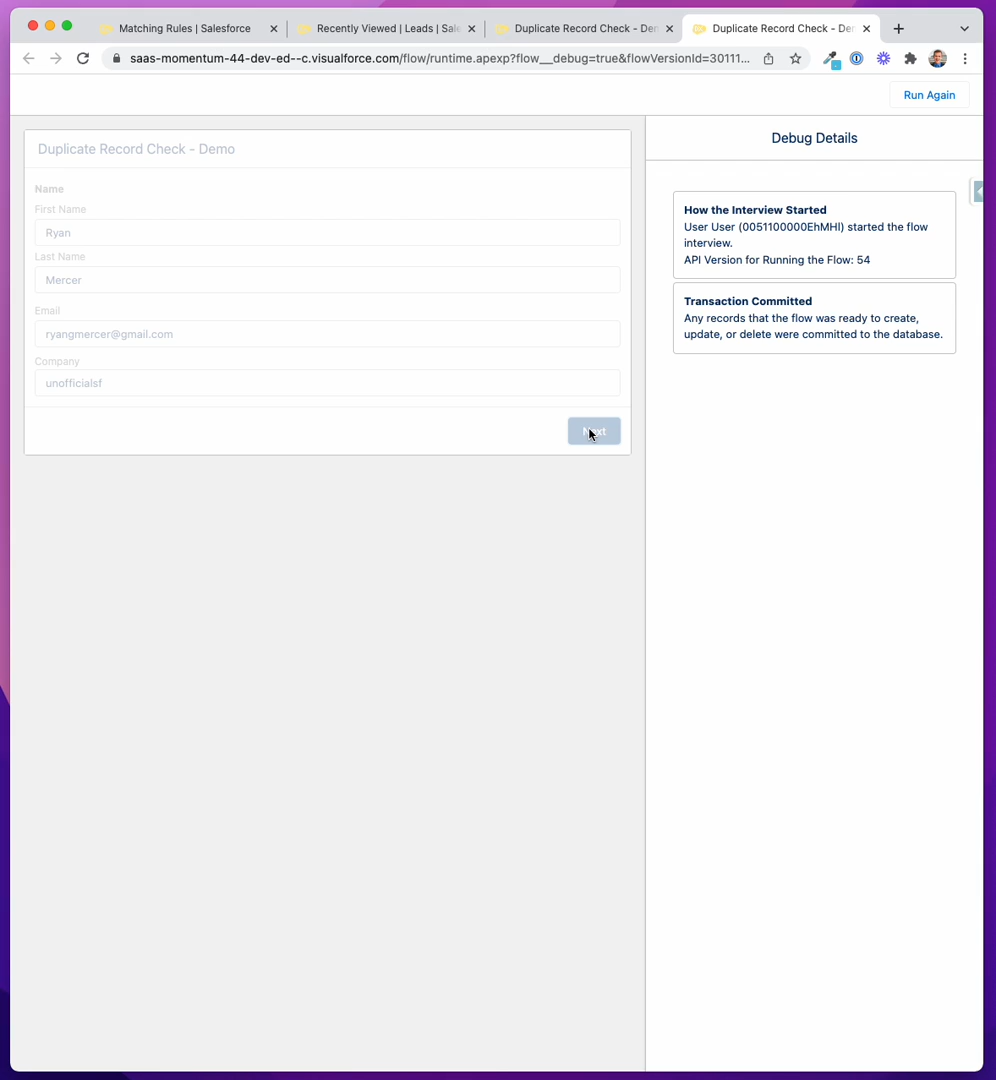 Matching Rules | Salesforce
Recently Viewed | Leads | Sale
Duplicate Record Check - Dem
Duplicate Record Check - De
saas-momentum-44-dev-ed--c.visualforce.com/flow/runtime.apexp?flow__debug=true&flowVersionId=30111...
Run Again
Duplicate Record Check - Demo
Name
First Name
Ryan
Last Name
Mercer
Email
ryangmercer@gmail.com
Company
unofficialsf
Next
Debug Details
How the Interview Started
User User (0051100000EhMHI) started the flow
interview.
API Version for Running the Flow: 54
Transaction Committed
Any records that the flow was ready to create,
update, or delete were committed to the database.